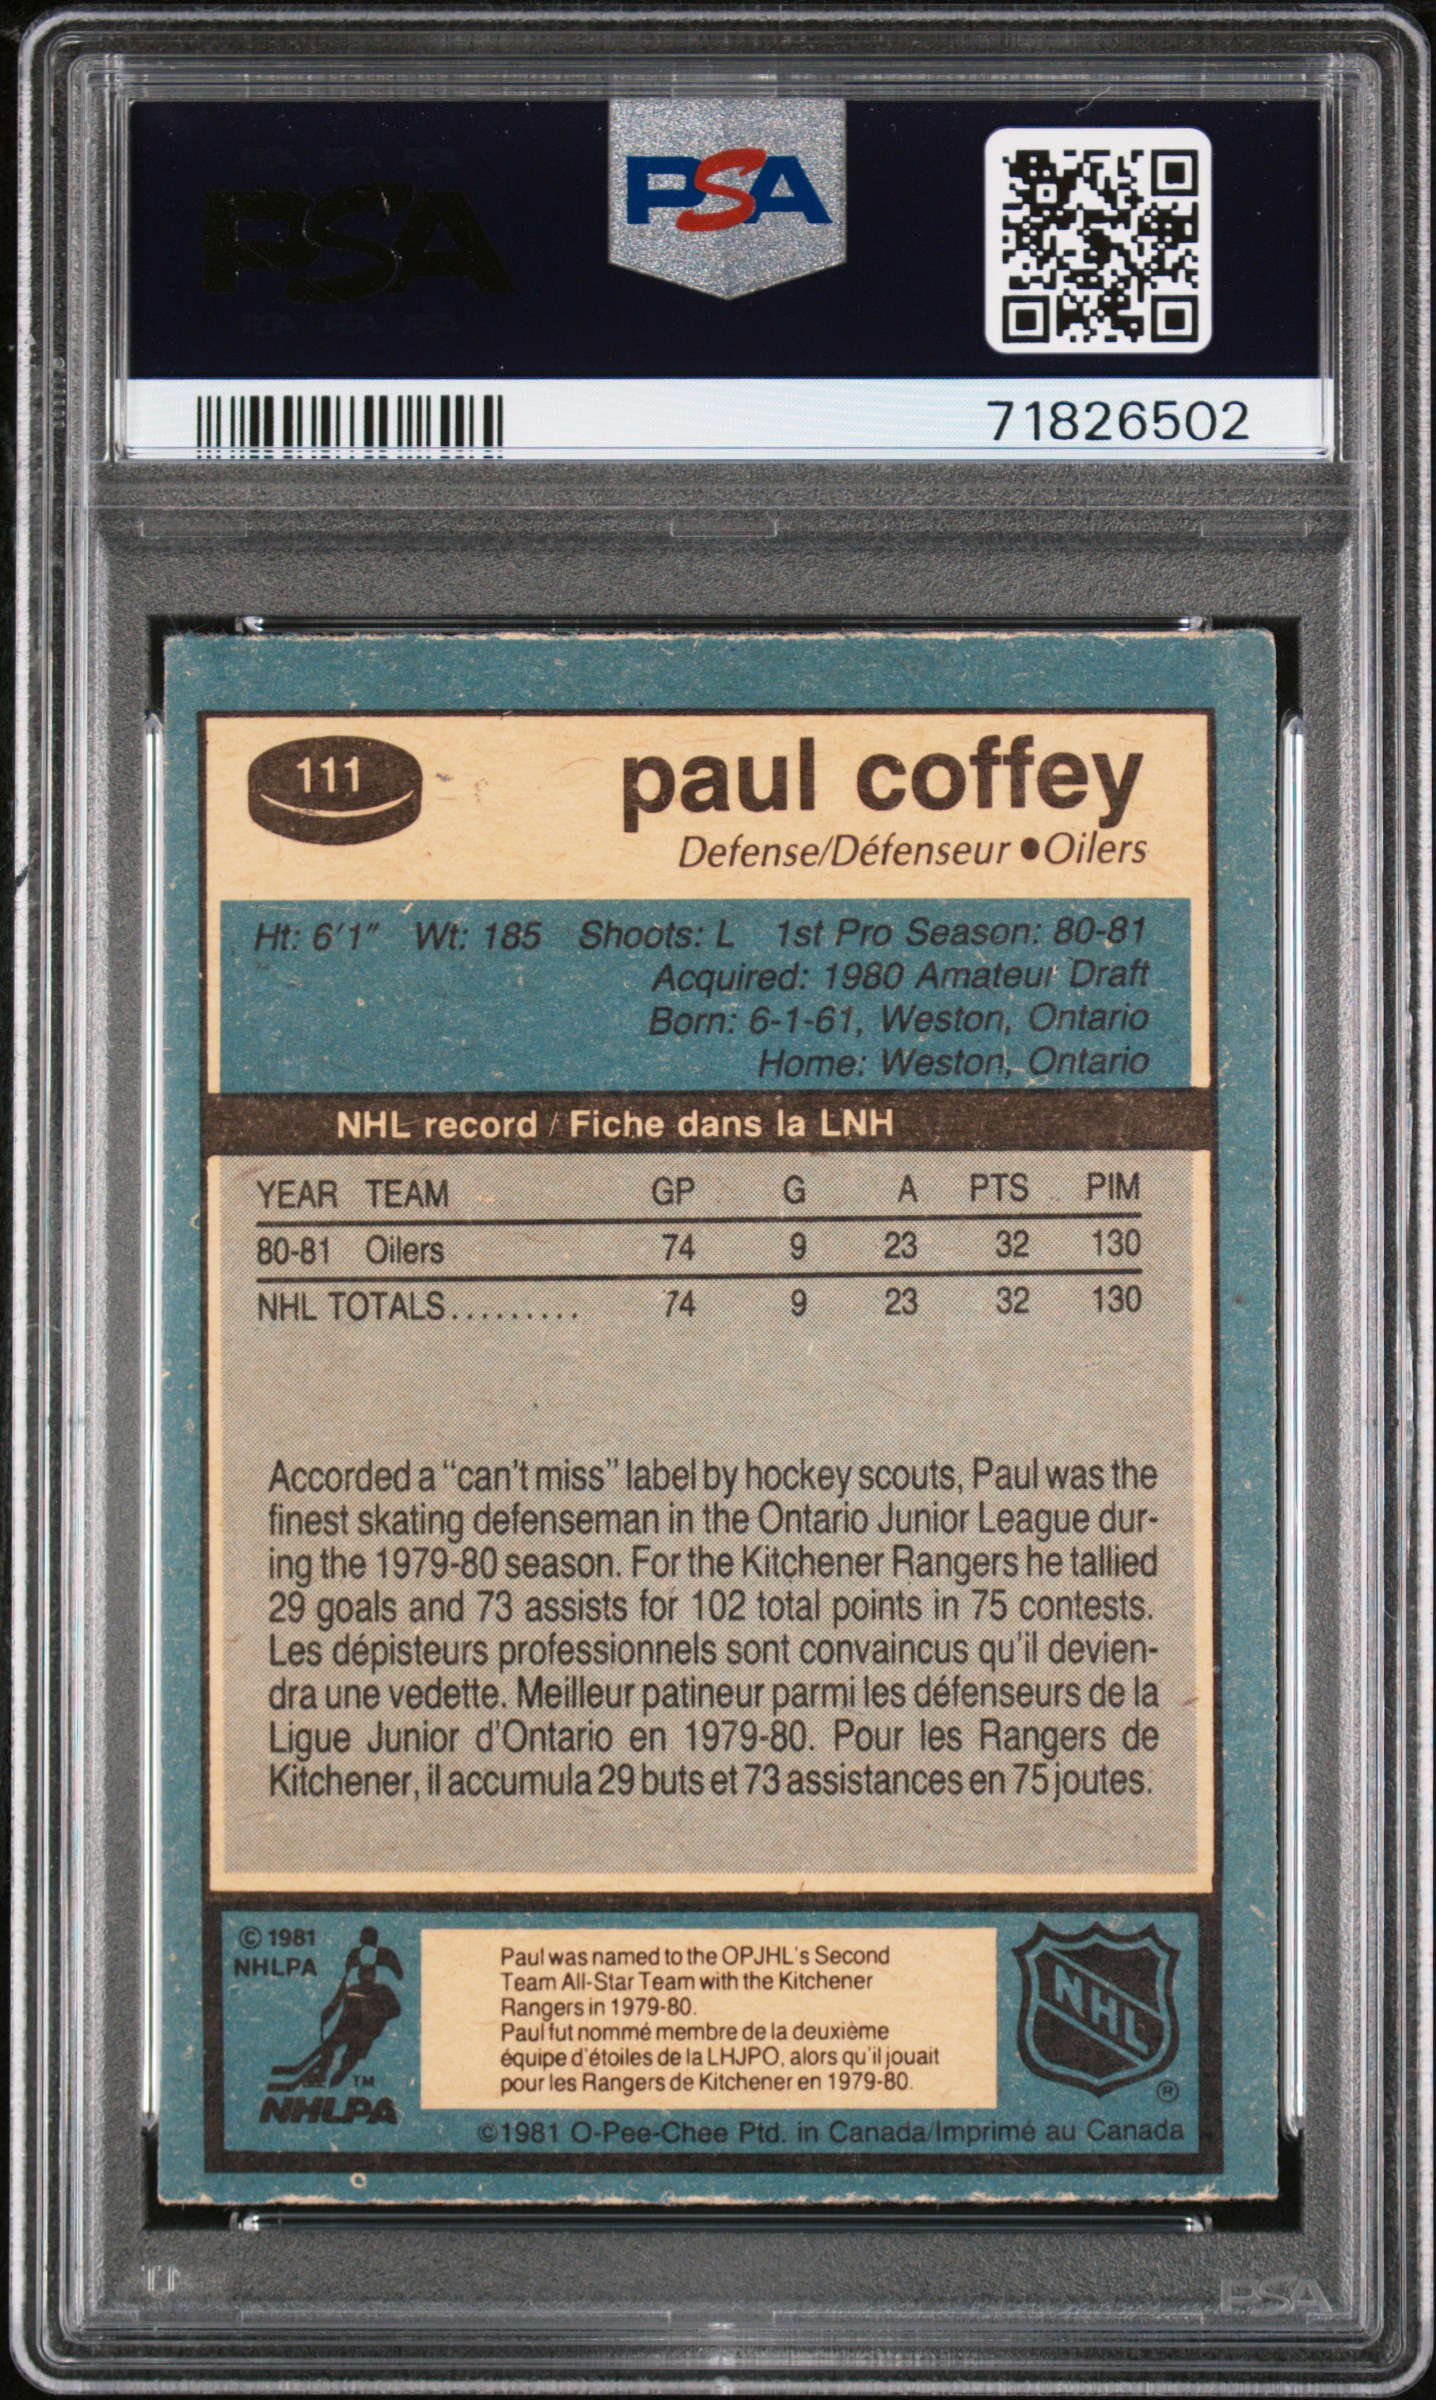 PSA
PSA
71826502
111
paul coffey
Defense/Défenseur ●Oilers
Ht: 6'1" Wt: 185 Shoots: L 1st Pro Season: 80-81
Acquired: 1980 Amateur Draft
Born: 6-1-61, Weston, Ontario
Home: Weston, Ontario
NHL record / Fiche dans la LNH
YEAR TEAM GP G A PTS PIM
80-81 Oilers 74 9 23 32 130
NHL TOTALS......... 74 9 23 32 130
Accorded a "can't miss" label by hockey scouts, Paul was the
finest skating defenseman in the Ontario Junior League dur-
ing the 1979-80 season. For the Kitchener Rangers he tallied
29 goals and 73 assists for 102 total points in 75 contests.
Les dépisteurs professionnels sont convaincus qu'il devien-
dra une vedette. Meilleur patineur parmi les défenseurs de la
Ligue Junior d'Ontario en 1979-80. Pour les Rangers de
Kitchener, il accumula 29 buts et 73 assistances en 75 joutes.
© 1981
NHLPA
TM
NHLPA
Paul was named to the OPJHL's Second
Team All-Star Team with the Kitchener
Rangers in 1979-80.
Paul fut nommé membre de la deuxième
équipe d'étoiles de la LHJPO, alors qu'il jouait
pour les Rangers de Kitchener en 1979-80.
NHL
®
©1981 O-Pee-Chee Ptd. in Canada/Imprimé au Canada
PSA